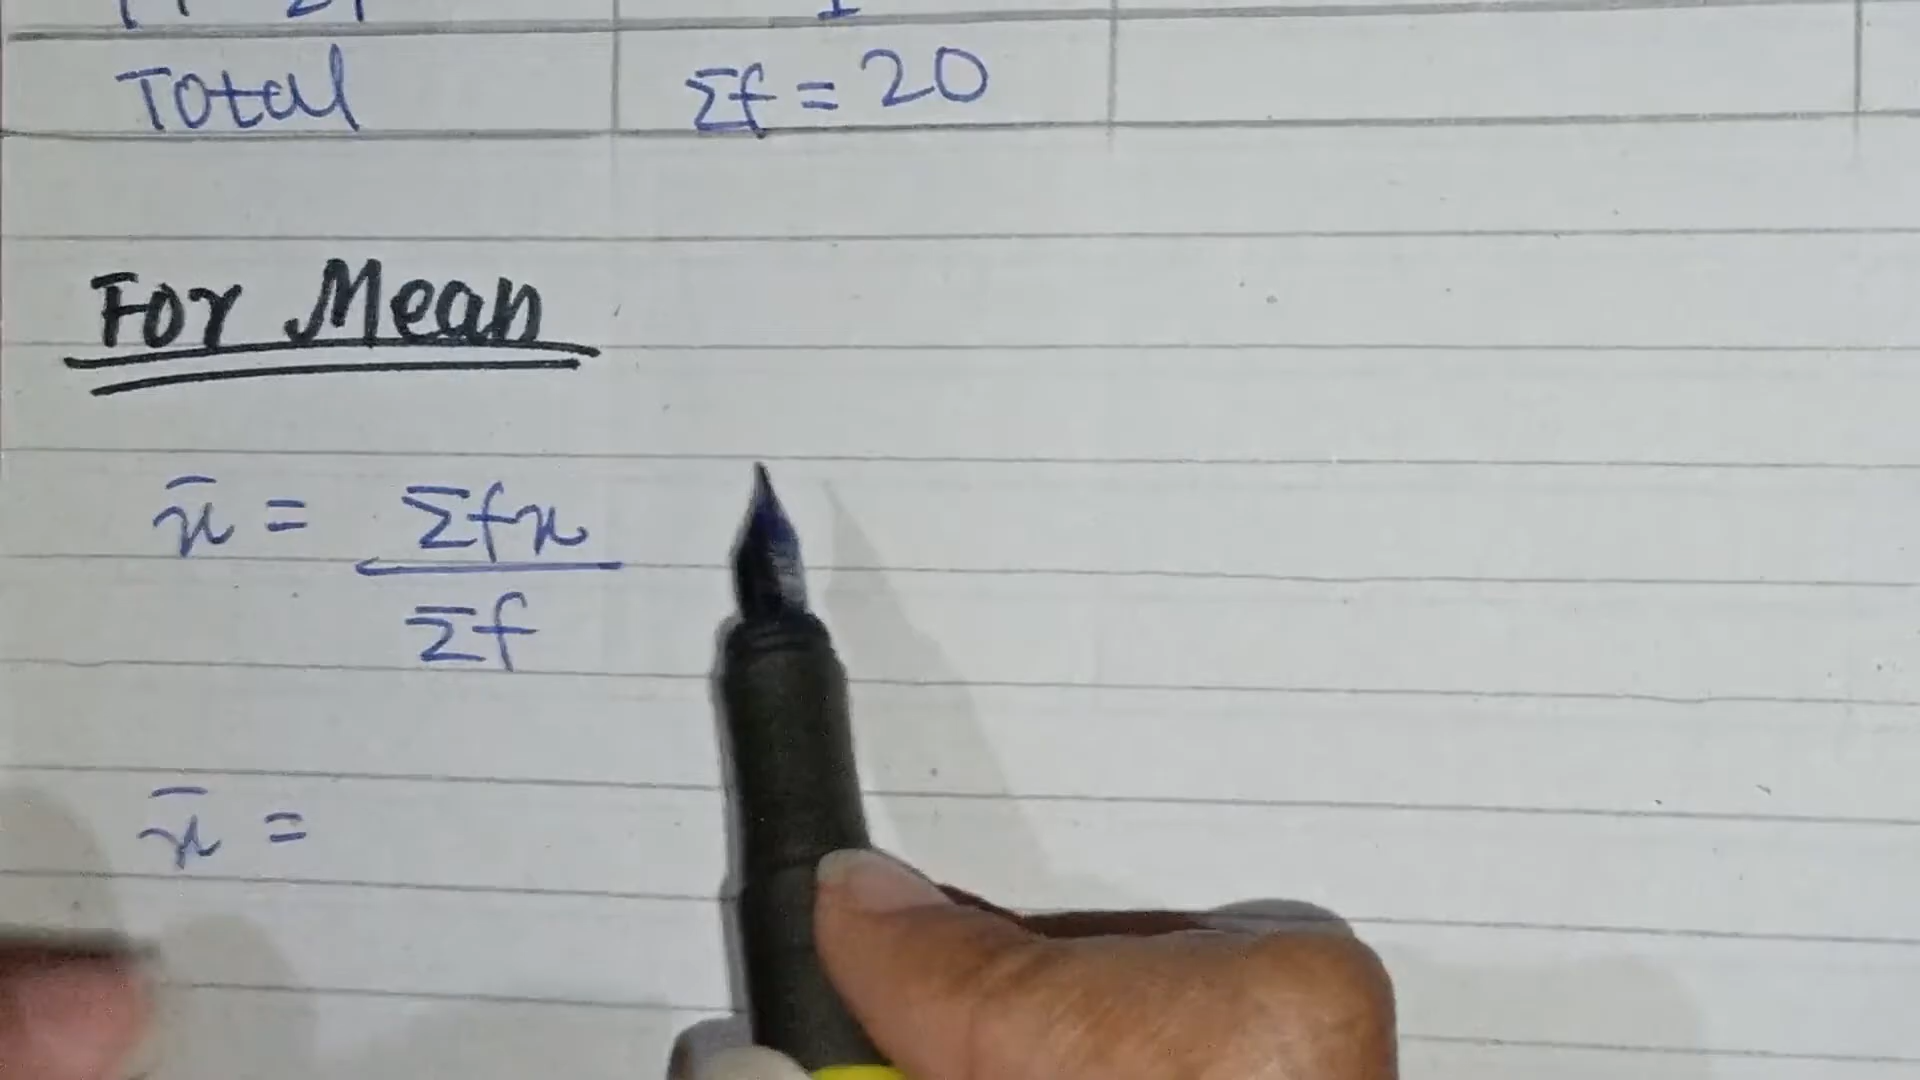 Total Σf = 20
For Mean
x̄ = Σfx / Σf
x̄ =